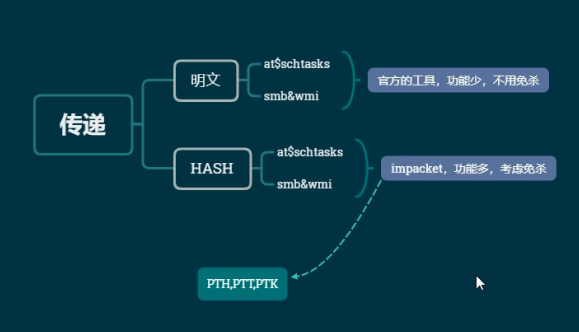 传递
明文
at$schtasks
smb&wmi
官方的工具，功能少，不用免杀
HASH
at$schtasks
smb&wmi
impacket，功能多，考虑免杀
PTH,PTT,PTK